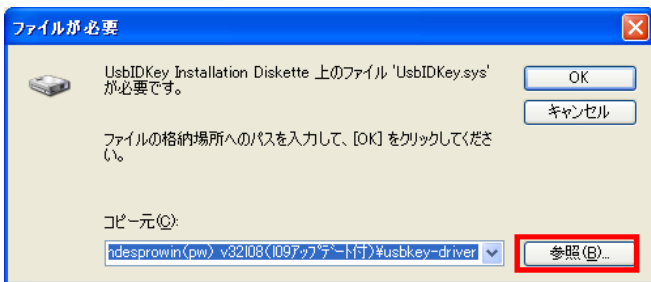 ファイルが必要
UsbIDKey Installation Diskette 上のファイル 'UsbIDKey.sys'
が必要です。
OK
キャンセル
ファイルの格納場所へのパスを入力して、[OK] をクリックしてくださ
い。
コピー元(C):
ndesprowin(pw) v32l08(l09アップデート付)¥usbkey-driver
参照(B)...